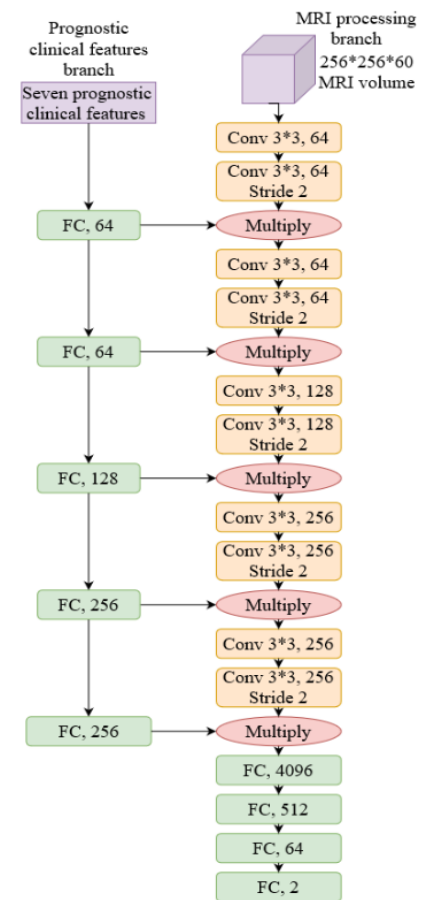 Prognostic
clinical features
branch
Seven prognostic
clinical features
MRI processing
branch
256*256*60
MRI volume
Conv 3*3, 64
Conv 3*3, 64
Stride 2
FC, 64
Multiply
Conv 3*3, 64
Conv 3*3, 64
Stride 2
FC, 64
Multiply
Conv 3*3, 128
Conv 3*3, 128
Stride 2
FC, 128
Multiply
Conv 3*3, 256
Conv 3*3, 256
Stride 2
FC, 256
Multiply
Conv 3*3, 256
Conv 3*3, 256
Stride 2
FC, 256
Multiply
FC, 4096
FC, 512
FC, 64
FC, 2